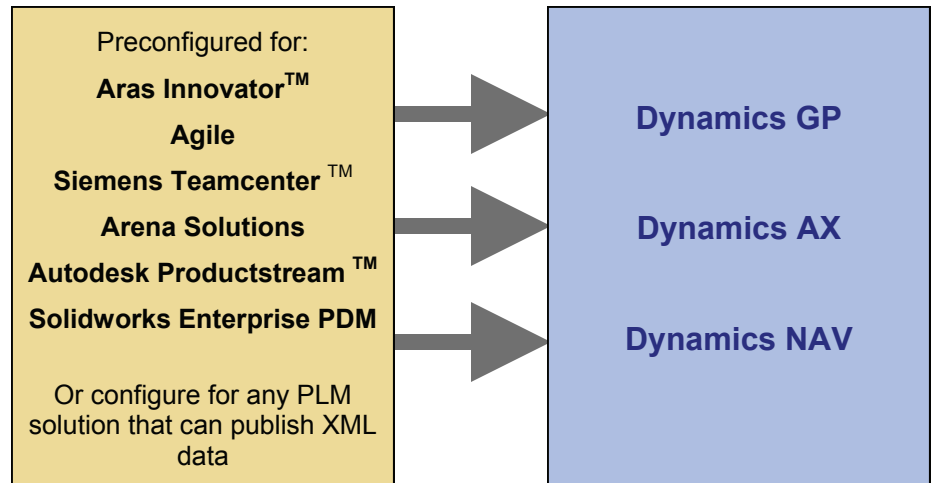 Preconfigured for:
Aras Innovator™
Agile
Siemens Teamcenter ™
Arena Solutions
Autodesk Productstream ™
Solidworks Enterprise PDM
Or configure for any PLM
solution that can publish XML
data
Dynamics GP
Dynamics AX
Dynamics NAV